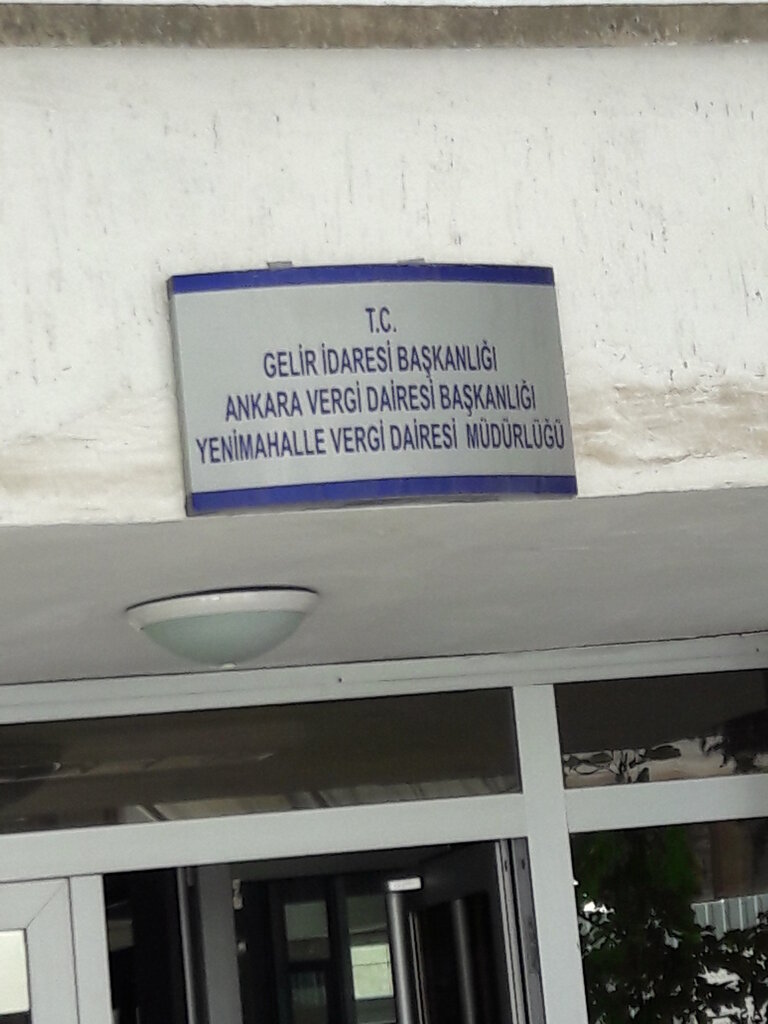 T.C.
GELİR İDARESİ BAŞKANLIĞI
ANKARA VERGİ DAİRESİ BAŞKANLIĞI
YENİMAHALLE VERGİ DAİRESİ MÜDÜRLÜĞÜ